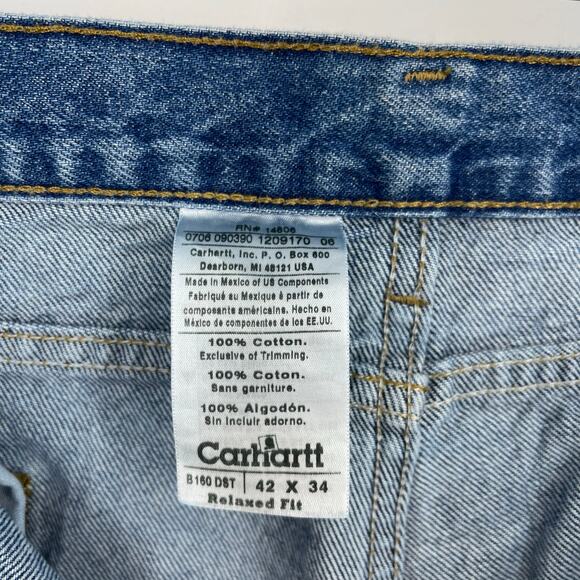 RN# 14806
0706 090390 1209170 06
Carhartt, Inc. P. O. Box 600
Dearborn, MI 48121 USA
Made in Mexico of US Components
Fabriqué au Mexique à partir de
composants américains. Hecho en
México de componentes de los EE.UU.
100% Cotton.
Exclusive of Trimming.
100% Coton.
Sans garniture.
100% Algodón.
Sin incluir adorno.
Carhartt
B160 DST 42 X 34
Relaxed Fit